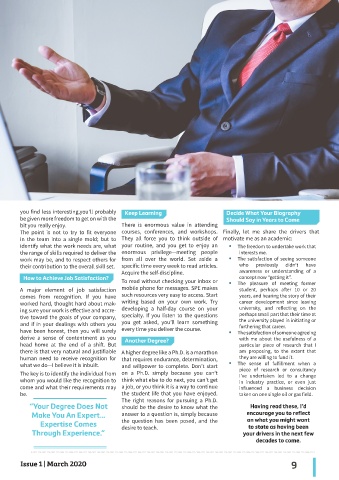 you find less interesting,you'll probably
be given more freedom to get on with the
bit you really enjoy.
The point is not to try to fit everyone
in the team into a single mold; but to
identify what the work needs are, what
the range of skills required to deliver the
work may be, and to respect others for
their contribution to the overall skill set.
How to Achieve Job Satisfaction?
A major element of job satisfaction
comes from recognition. If you have
worked hard, thought hard about mak-
ing sure your work is effective and accre-
tive toward the goals of your company,
and if in your dealings with others you
have been honest, then you will surely
derive a sense of contentment as you
head home at the end of a shift. But
there is that very natural and justifiable
human need to receive recognition for
what we do—I believe it is inbuilt.
The key is to identify the individual from
whom you would like the recognition to
come and what their requirements may
be.
"Your Degree Does Not
Make You An Expert...
Expertise Comes
Through Experience."
Keep Learning
There is enormous value in attending
courses, conferences, and workshops.
They all force you to think outside of
your routine, and you get to enjoy an
enormous privilege—meeting people
from all over the world. Set aside a
specific time every week to read articles.
Acquire the self-discipline.
To read without checking your inbox or
mobile phone for messages. SPE makes
such resources very easy to access. Start
writing based on your own work. Try
developing a half-day course on your
specialty. If you listen to the questions
you get asked, you'll learn something
every time you deliver the course.
Another Degree?
A higher degree like a Ph.D. is a marathon
that requires endurance, determination,
and willpower to complete. Don't start
on a Ph.D. simply because you can't
think what else to do next, you can't get
a job, or you think it is a way to continue
the student life that you have enjoyed.
The right reasons for pursuing a Ph.D.
should be the desire to know what the
answer to a question is, simply because
the question has been posed, and the
desire to teach.
Decide What Your Biography
Should Say in Years to Come
Finally, let me share the drivers that
motivate me as an academic:
• The freedom to undertake work that
interests me.
• The satisfaction of seeing someone
who previously didn't have
awareness or understanding of a
concept now "getting it".
• The pleasure of meeting former
student, perhaps after 10 or 20
years, and hearing the story of their
career development since leaving
university, and reflecting on the
perhaps small part that their time at
the university played in initiating or
furthering that career.
• The satisfaction of someone agreeing
with me about the usefulness of a
particular piece of research that I
am proposing, to the extent that
they are willing to fund it.
• The sense of fulfillment when a
piece of research or consultancy
I've undertaken led to a change
in industry practice, or even just
influenced a business decision
taken on one single oil or gas field.
Having read these, I'd
encourage you to reflect
on what you might want
to state as having been
your drivers in the next few
decades to come.
Issue 1 | March 2020
9